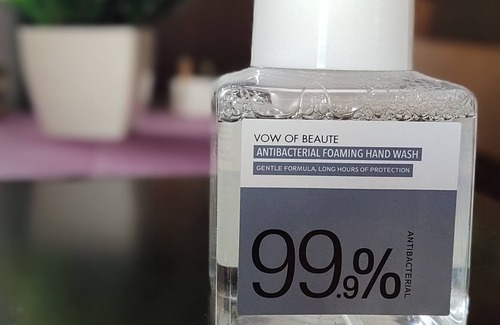 VOW OF BEAUTE
ANTIBACTERIAL FOAMING HAND WASH
GENTLE FORMULA. LONG HOURS OF PROTECTION
99.9%
ANTIBACTERIAL